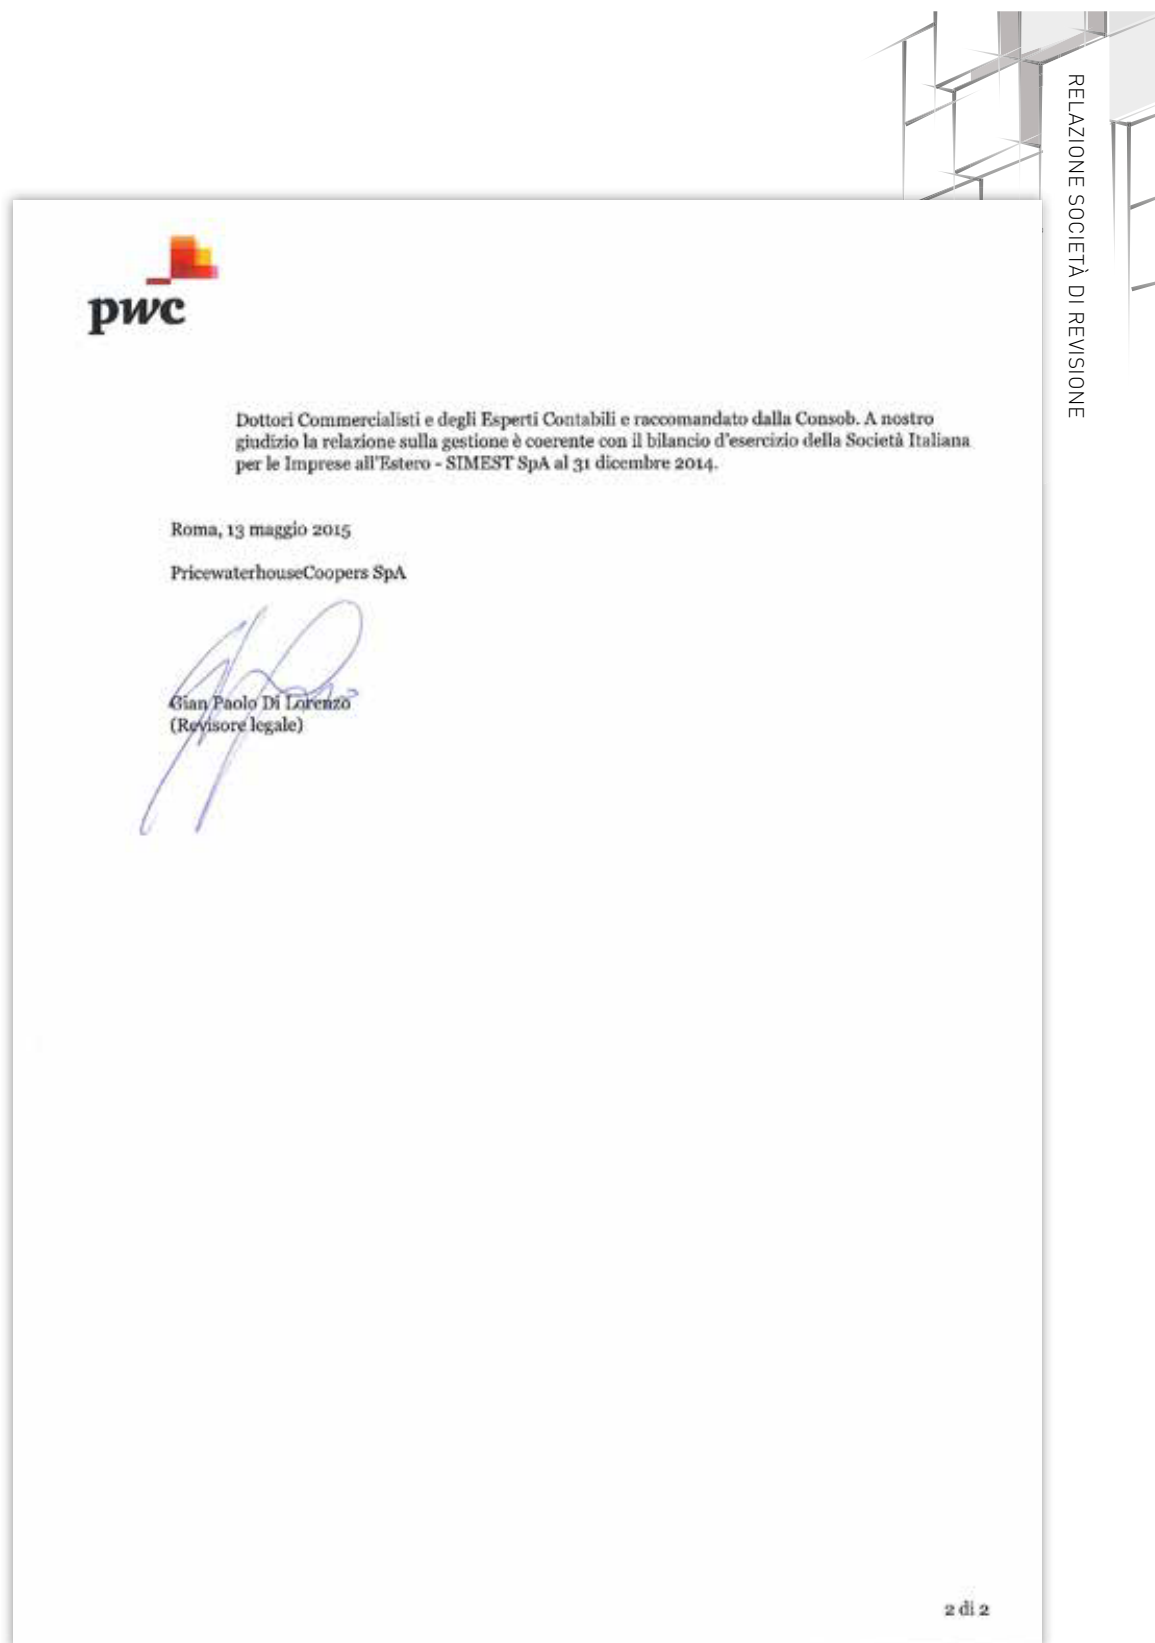 RELAZIONE SOCIETÀ DI REVISIONE
pwc
Dottori Commercialisti e degli Esperti Contabili e raccomandato dalla Consob. A nostro
giudizio la relazione sulla gestione è coerente con il bilancio d'esercizio della Società Italiana
per le Imprese all'Estero - SIMEST SpA al 31 dicembre 2014.
Roma, 13 maggio 2015
PricewaterhouseCoopers SpA
Gian Paolo Di Lorenzo
(Revisore legale)
2 di 2